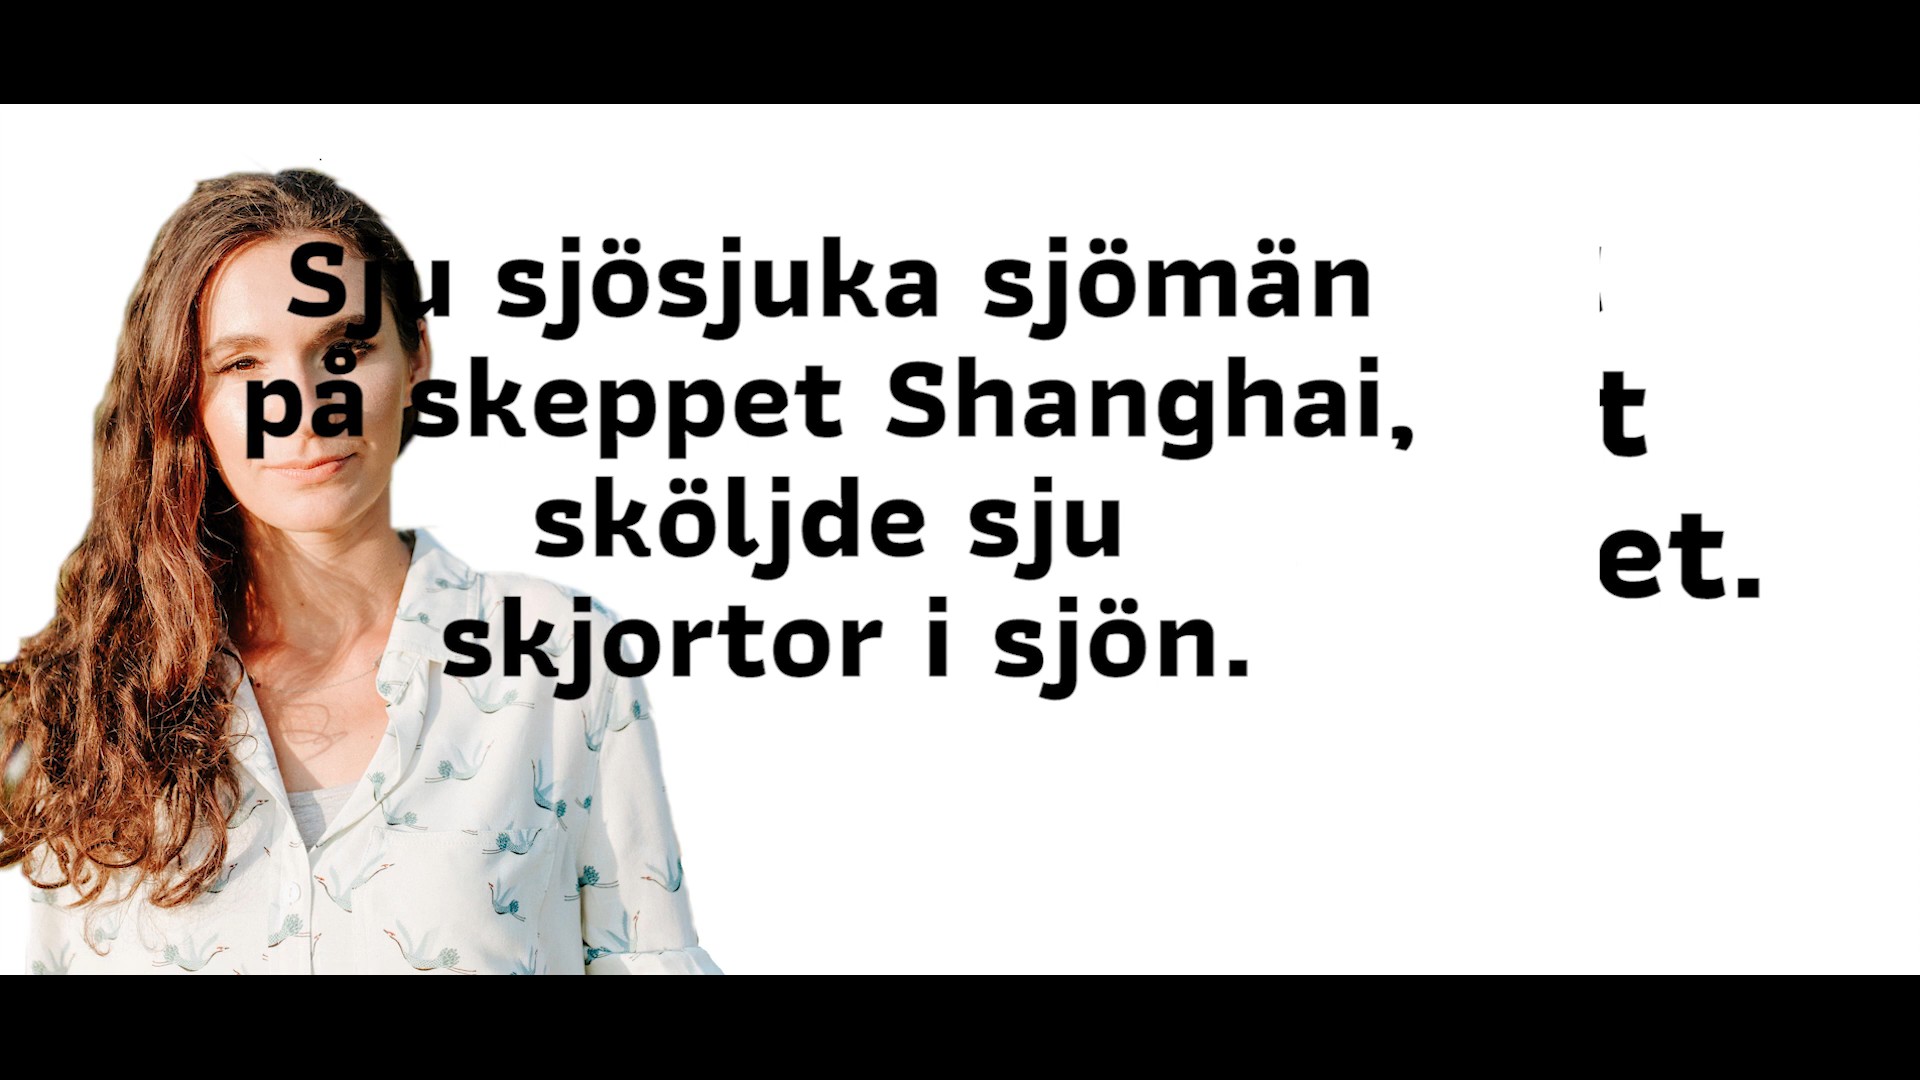 Sju sjösjuka sjömän
på skeppet Shanghai,
sköljde sju
skjortor i sjön.
t
et.